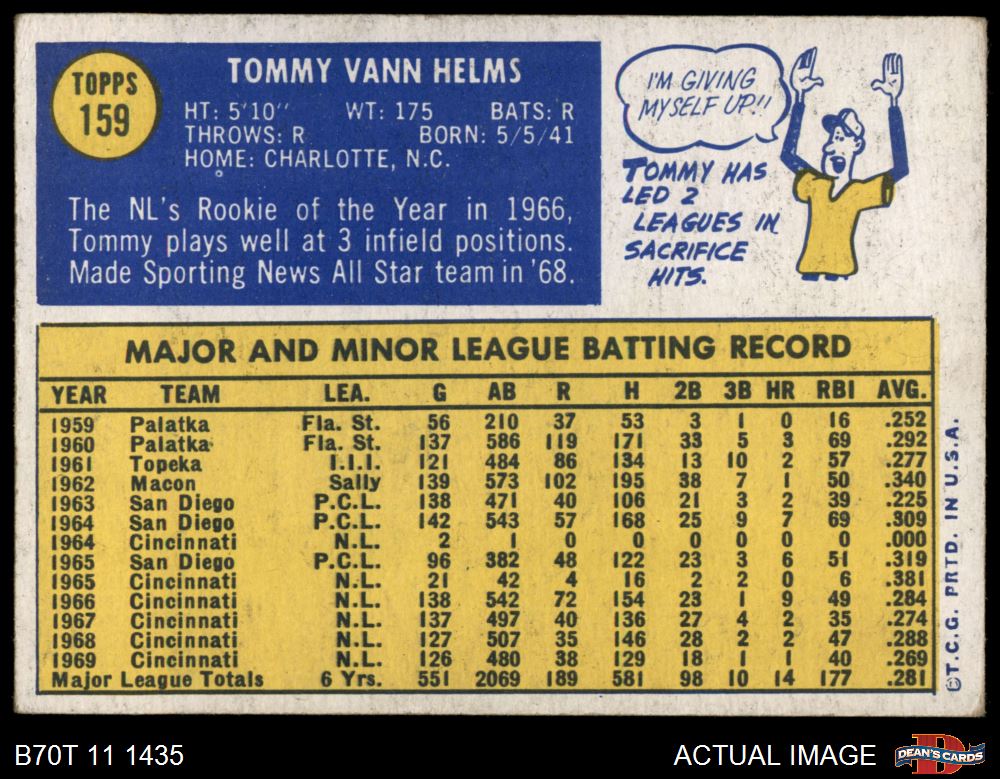 TOPPS
159
TOMMY VANN HELMS
HT: 5'10" WT: 175 BATS: R
THROWS: R BORN: 5/5/41
HOME: CHARLOTTE, N.C.
The NL's Rookie of the Year in 1966,
Tommy plays well at 3 infield positions.
Made Sporting News All Star team in '68.
I'M GIVING
MYSELF UP!!
TOMMY HAS
LED 2
LEAGUES IN
SACRIFICE
HITS.
MAJOR AND MINOR LEAGUE BATTING RECORD
YEAR TEAM LEA. G AB R H 2B 3B HR RBI AVG.
1959 Palatka Fla. St. 56 210 37 53 3 1 0 16 .252
1960 Palatka Fla. St. 137 586 119 171 33 5 3 69 .292
1961 Topeka I.I.I. 121 484 86 134 13 10 2 57 .277
1962 Macon Sally 139 573 102 195 38 7 1 50 .340
1963 San Diego P.C.L. 138 471 40 106 21 3 2 39 .225
1964 San Diego P.C.L. 142 543 57 168 25 9 7 69 .309
1964 Cincinnati N.L. 2 1 0 0 0 0 0 0 .000
1965 San Diego P.C.L. 96 382 48 122 23 3 6 51 .319
1965 Cincinnati N.L. 21 42 4 16 2 2 0 6 .381
1966 Cincinnati N.L. 138 542 72 154 23 1 9 49 .284
1967 Cincinnati N.L. 137 497 40 136 27 4 2 35 .274
1968 Cincinnati N.L. 127 507 35 146 28 2 2 47 .288
1969 Cincinnati N.L. 126 480 38 129 18 1 1 40 .269
Major League Totals 6 Yrs. 551 2069 189 581 98 10 14 177 .281
©T.C.G. PRTD. IN U.S.A.
B70T 11 1435
ACTUAL IMAGE
DEAN'S CARDS